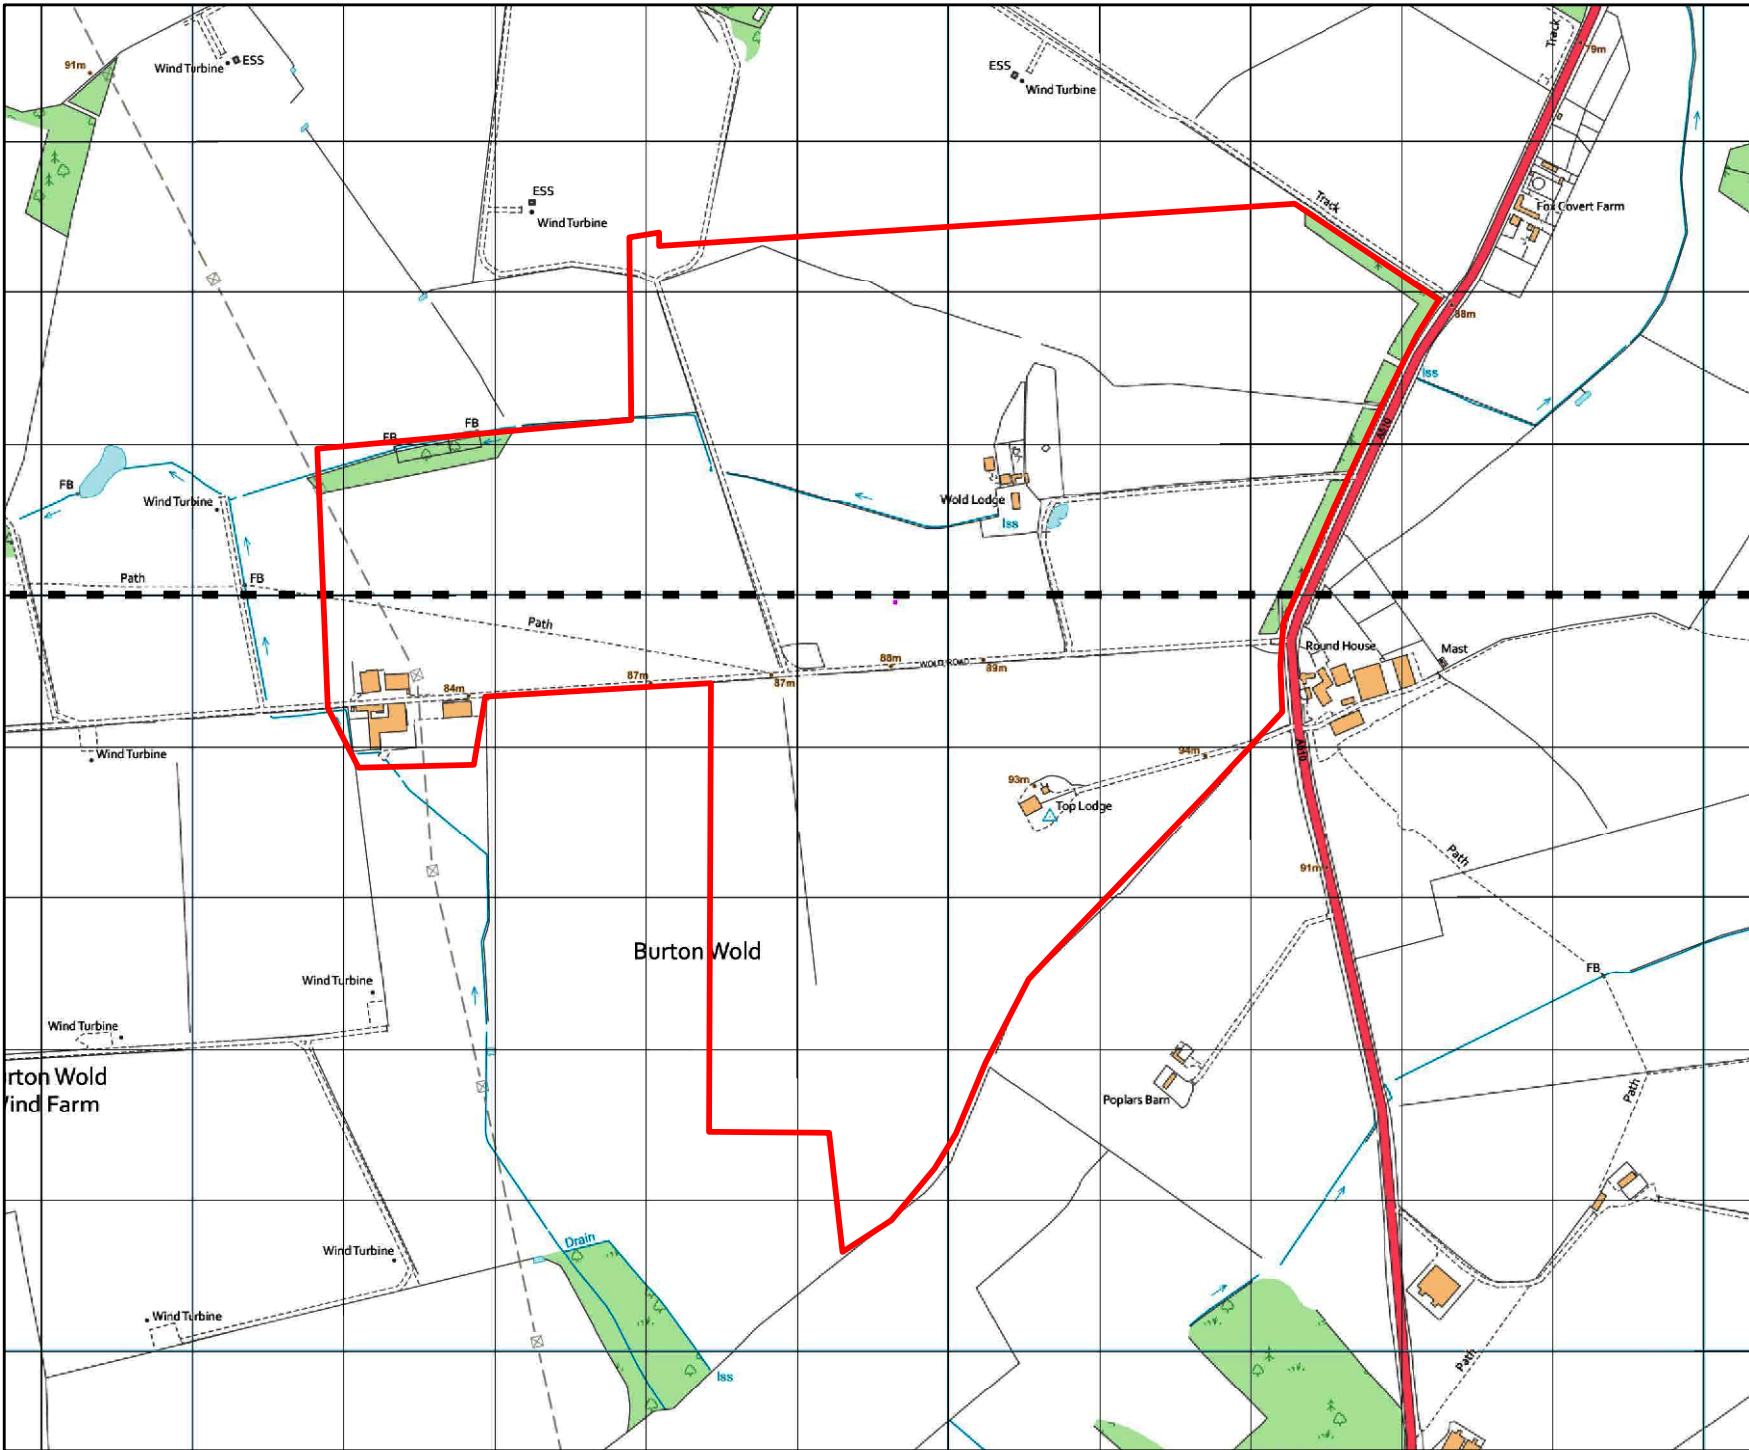 Track
79m
91m
Wind Turbine
ESS
ESS
Wind Turbine
ESS
Wind Turbine
Track
Fox Covert Farm
88m
Iss
A510
FB
FB
FB
Wind Turbine
Wold Lodge
Iss
Path
FB
Path
WOLD ROAD
88m
89m
87m
87m
84m
Round House
Mast
Wind Turbine
94m
A510
93m
Top Lodge
Path
91m
Burton Wold
FB
Wind Turbine
Wind Turbine
rton Wold
ind Farm
Path
Poplars Barn
Drain
Wind Turbine
Wind Turbine
Iss
Path